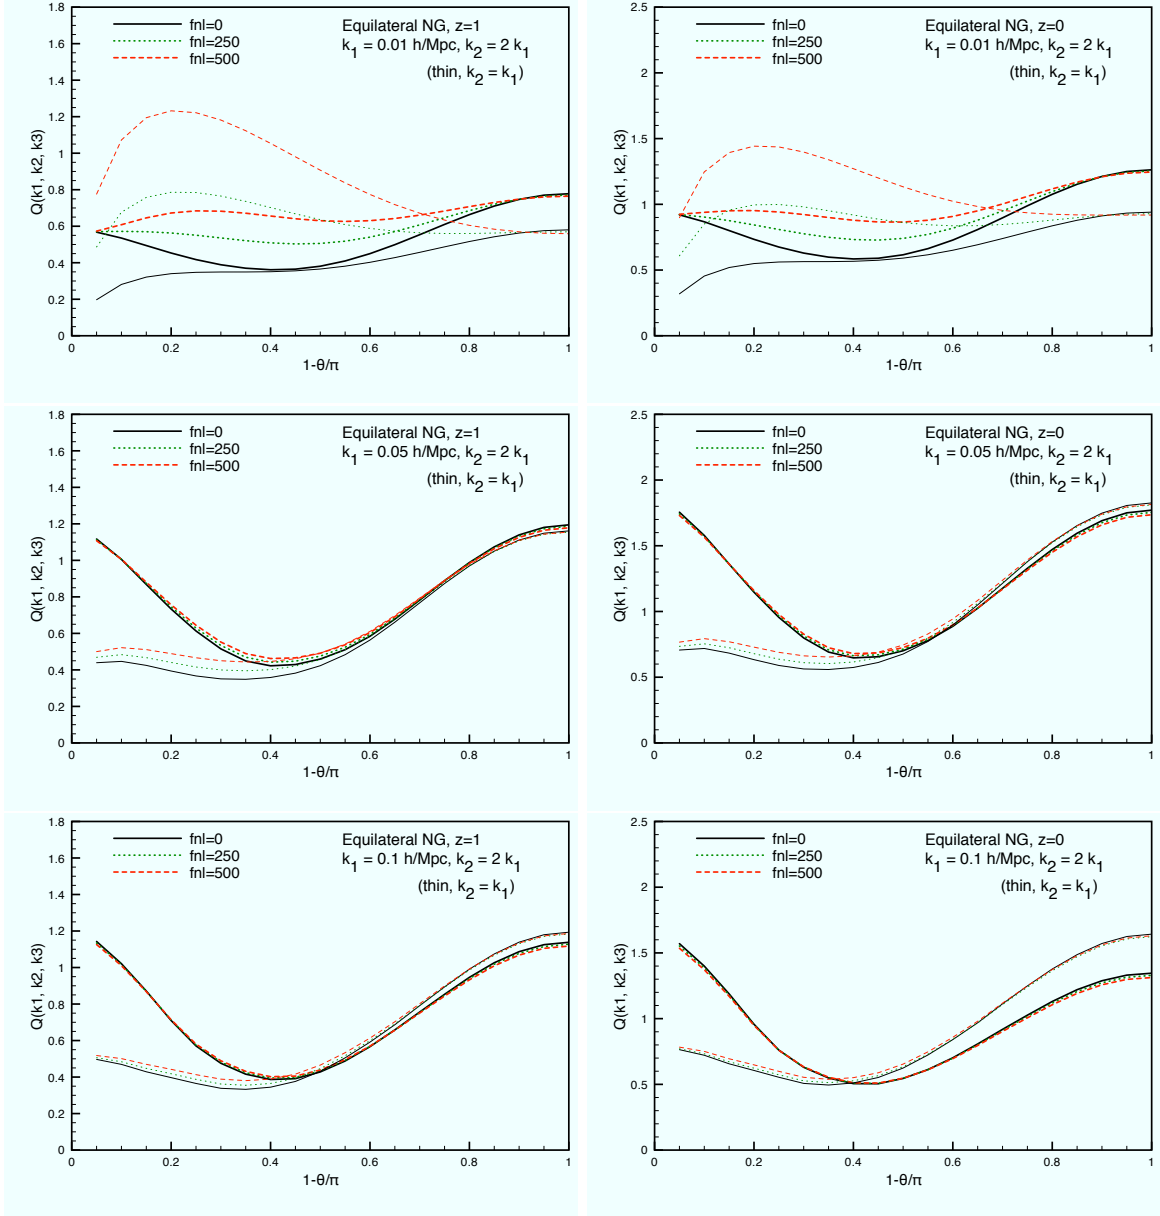 fnl=0
fnl=250
fnl=500
Equilateral NG, z=1
k1 = 0.01 h/Mpc, k2 = 2 k1
(thin, k2 = k1)
Q(k1, k2, k3)
1.8
1.6
1.4
1.2
1
0.8
0.6
0.4
0.2
0
0 0.2 0.4 0.6 0.8 1
1-θ/π
fnl=0
fnl=250
fnl=500
Equilateral NG, z=0
k1 = 0.01 h/Mpc, k2 = 2 k1
(thin, k2 = k1)
Q(k1, k2, k3)
2.5
2
1.5
1
0.5
0
0 0.2 0.4 0.6 0.8 1
1-θ/π
fnl=0
fnl=250
fnl=500
Equilateral NG, z=1
k1 = 0.05 h/Mpc, k2 = 2 k1
(thin, k2 = k1)
Q(k1, k2, k3)
1.8
1.6
1.4
1.2
1
0.8
0.6
0.4
0.2
0
0 0.2 0.4 0.6 0.8 1
1-θ/π
fnl=0
fnl=250
fnl=500
Equilateral NG, z=0
k1 = 0.05 h/Mpc, k2 = 2 k1
(thin, k2 = k1)
Q(k1, k2, k3)
2.5
2
1.5
1
0.5
0
0 0.2 0.4 0.6 0.8 1
1-θ/π
fnl=0
fnl=250
fnl=500
Equilateral NG, z=1
k1 = 0.1 h/Mpc, k2 = 2 k1
(thin, k2 = k1)
Q(k1, k2, k3)
1.8
1.6
1.4
1.2
1
0.8
0.6
0.4
0.2
0
0 0.2 0.4 0.6 0.8 1
1-θ/π
fnl=0
fnl=250
fnl=500
Equilateral NG, z=0
k1 = 0.1 h/Mpc, k2 = 2 k1
(thin, k2 = k1)
Q(k1, k2, k3)
2.5
2
1.5
1
0.5
0
0 0.2 0.4 0.6 0.8 1
1-θ/π